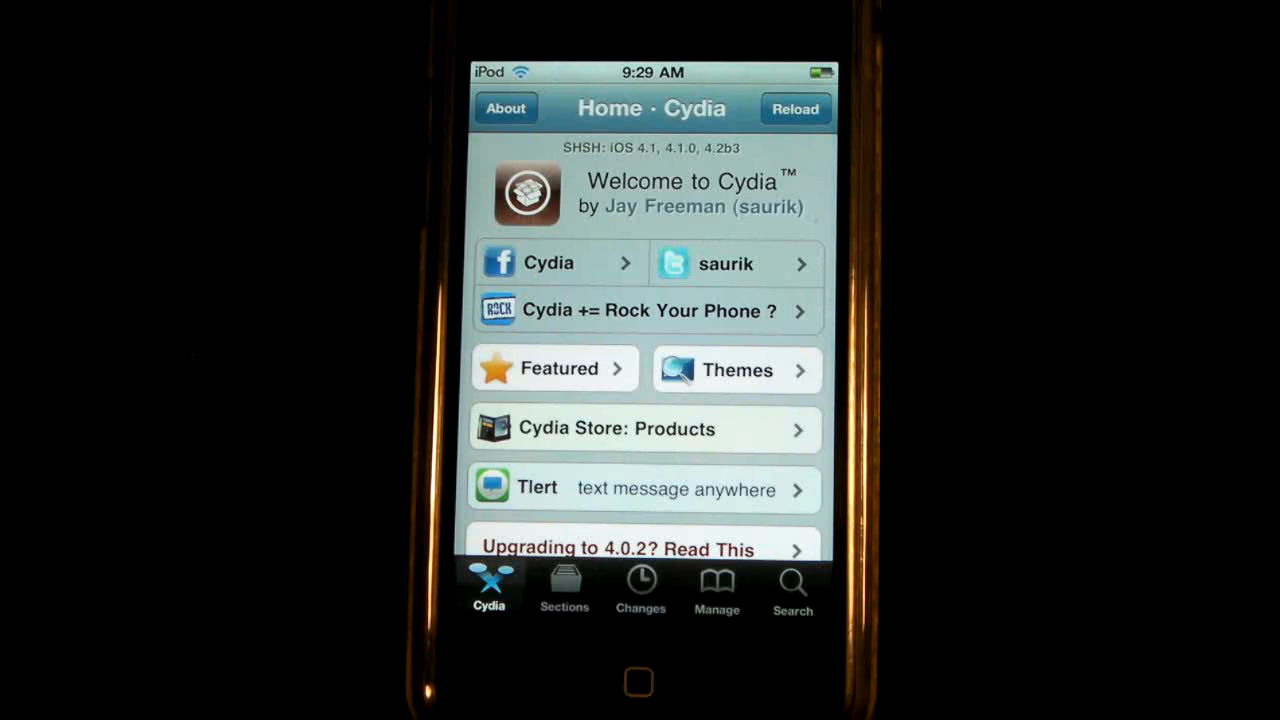 iPod 9:29 AM
About Home · Cydia Reload
SHSH: iOS 4.1, 4.1.0, 4.2b3
Welcome to Cydia™
by Jay Freeman (saurik)
f Cydia t saurik
ROCK Cydia += Rock Your Phone ?
Featured Themes
Cydia Store: Products
Tlert text message anywhere
Upgrading to 4.0.2? Read This
Cydia Sections Changes Manage Search